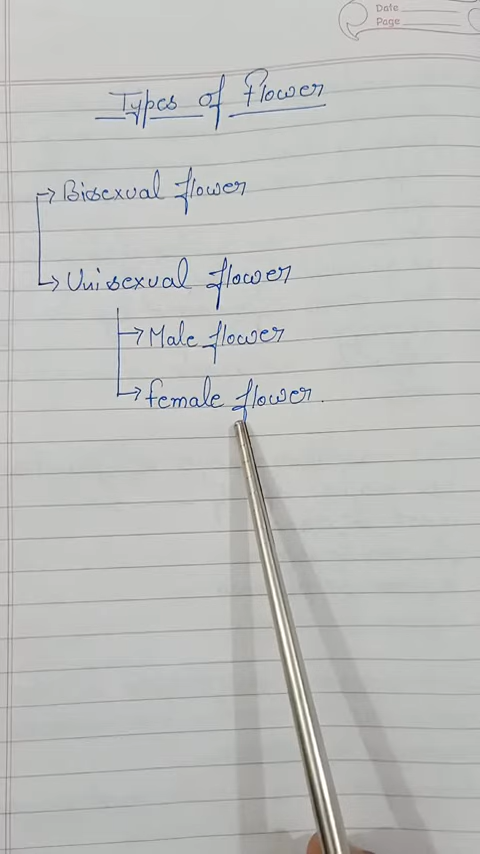 Date
Page
Types of Flower
Bisexual flower
Unisexual flower
Male flower
female flower.